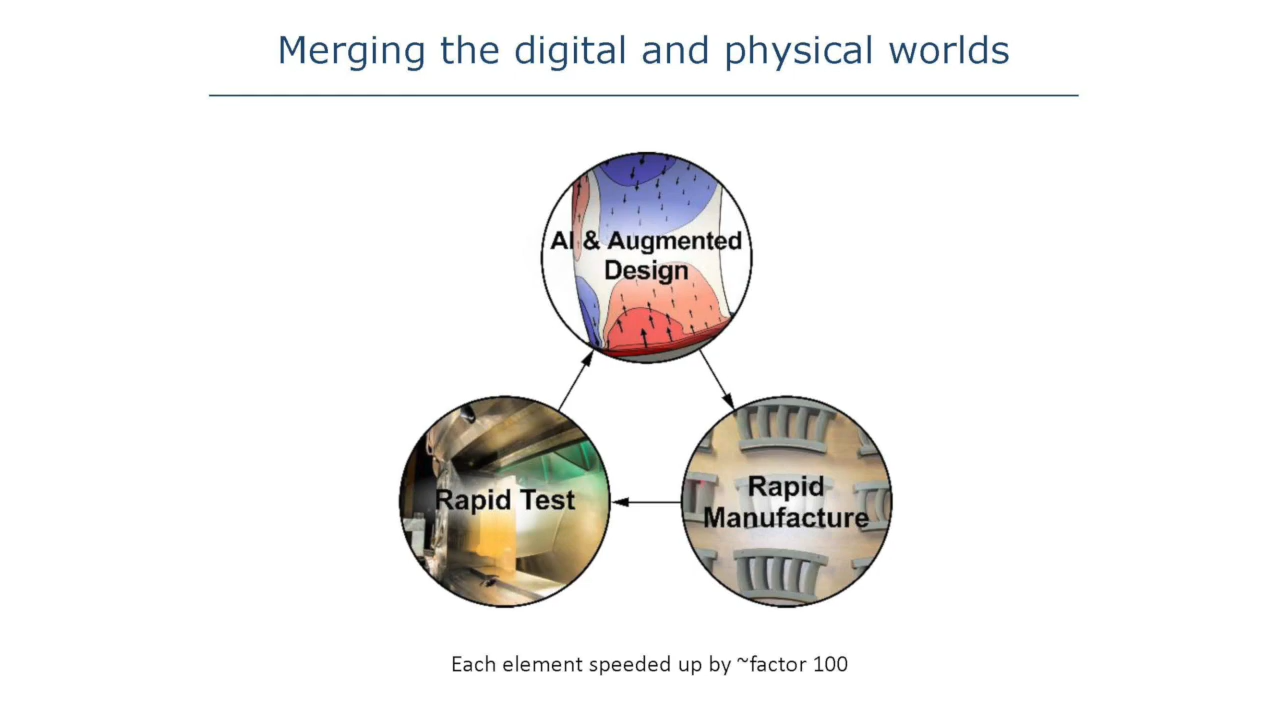 Merging the digital and physical worlds
AI & Augmented
Design
Rapid Test
Rapid
Manufacture
Each element speeded up by ~factor 100